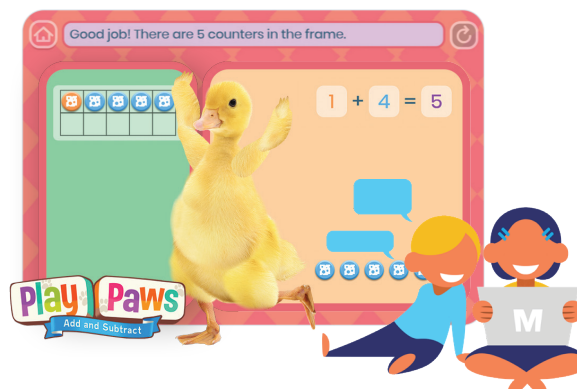 Good job! There are 5 counters in the frame.
1 + 4 = 5
Play Paws
Add and Subtract
M